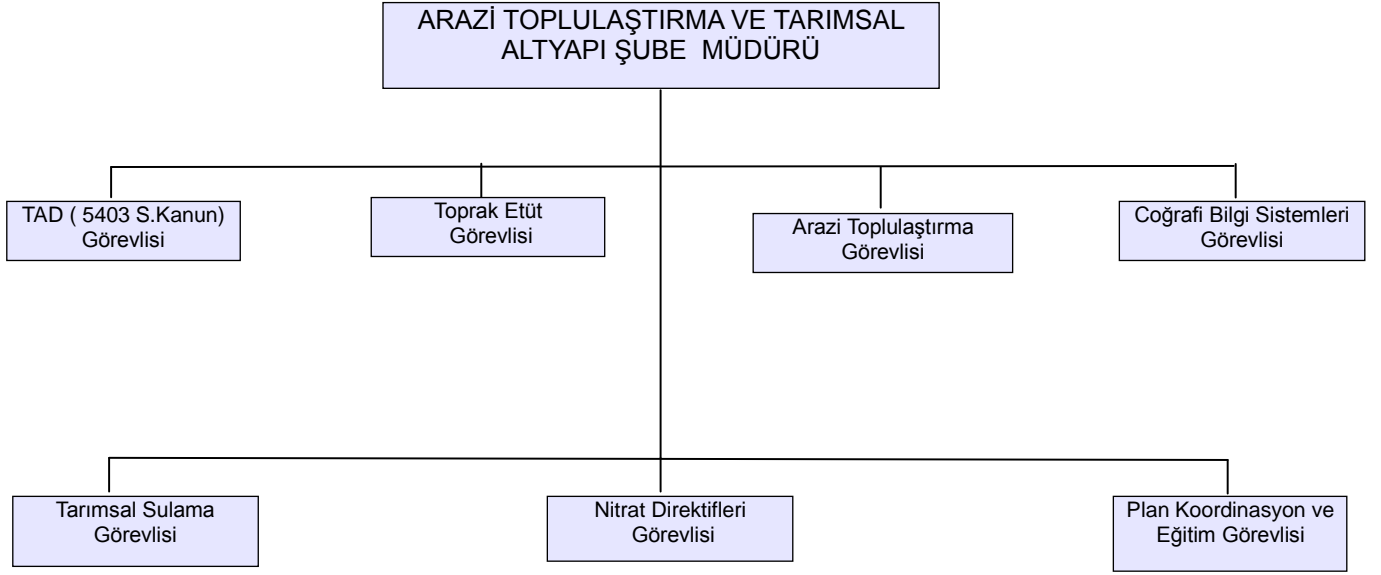 ARAZİ TOPLULAŞTIRMA VE TARIMSAL
ALTYAPI ŞUBE  MÜDÜRÜ
TAD ( 5403 S.Kanun)
Görevlisi
Toprak Etüt
Görevlisi
Arazi Toplulaştırma
Görevlisi
Coğrafi Bilgi Sistemleri
Görevlisi
Tarımsal Sulama
Görevlisi
Nitrat Direktifleri
Görevlisi
Plan Koordinasyon ve
Eğitim Görevlisi